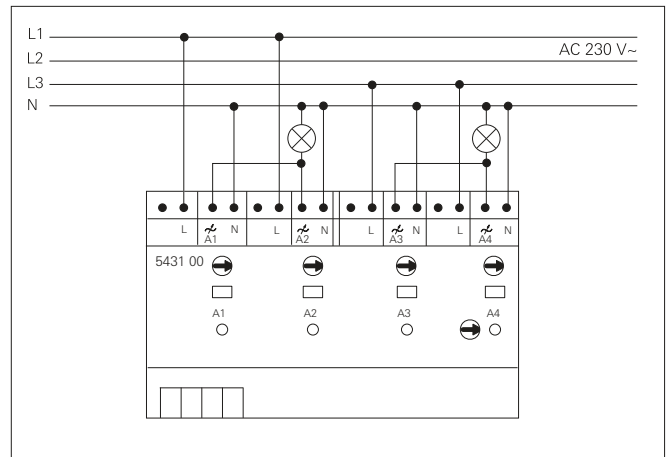 L1
L2
AC 230 V~
L3
N
L A1 N L A2 N L A3 N L A4 N
5431 00
A1 A2 A3 A4